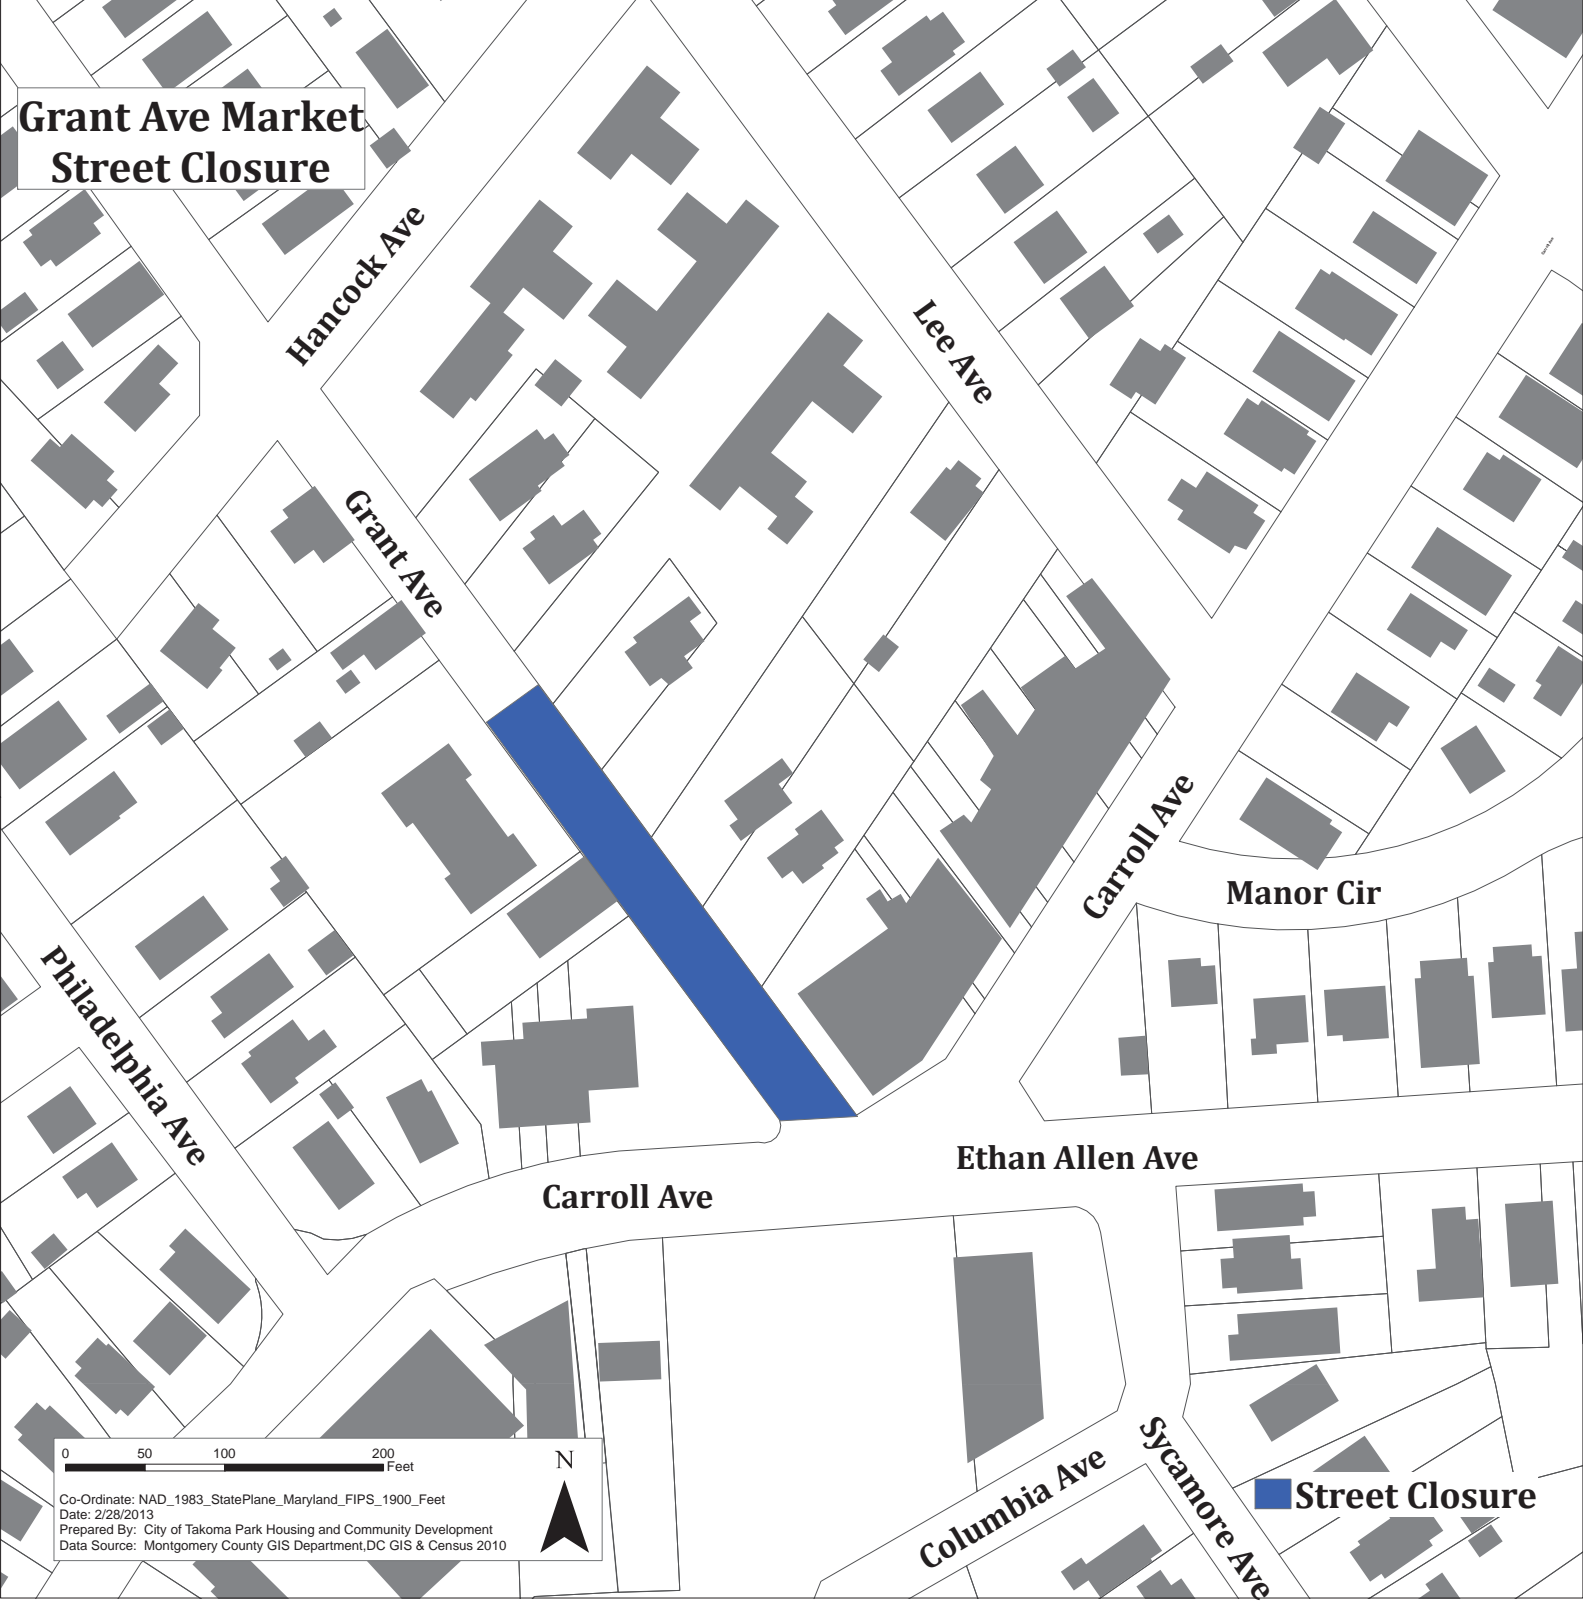 Grant Ave Market
Street Closure
Hancock Ave
Lee Ave
Grant Ave
Carroll Ave
Manor Cir
Philadelphia Ave
Ethan Allen Ave
Carroll Ave
Sycamore Ave
Columbia Ave
Street Closure
0 50 100 200
Feet
N
Co-Ordinate: NAD_1983_StatePlane_Maryland_FIPS_1900_Feet
Date: 2/28/2013
Prepared By: City of Takoma Park Housing and Community Development
Data Source: Montgomery County GIS Department,DC GIS & Census 2010